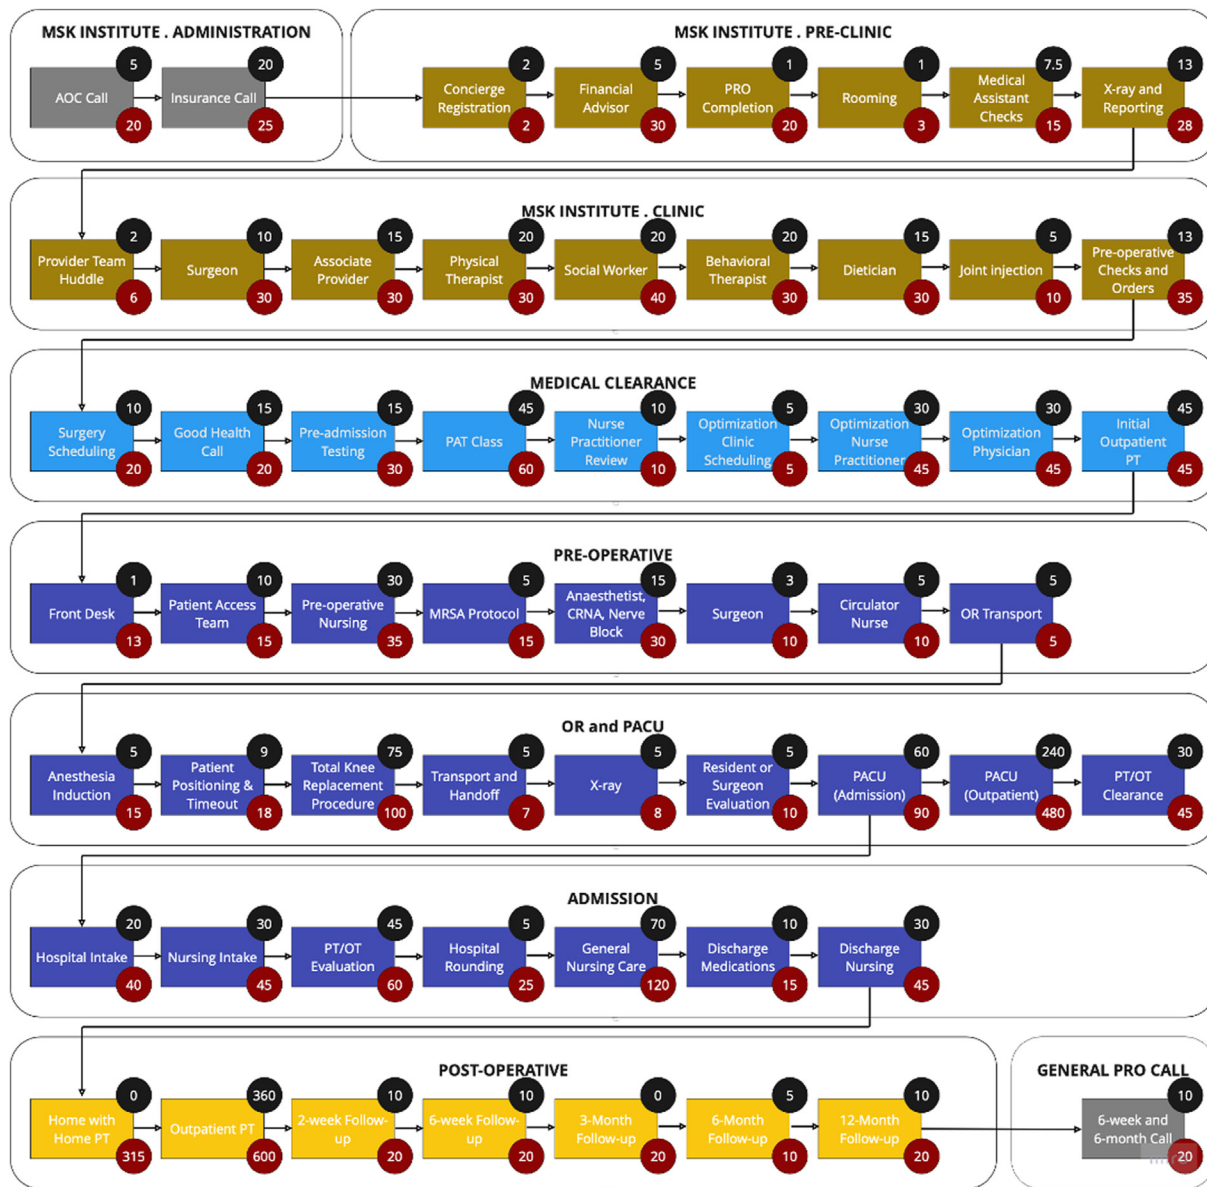 MSK INSTITUTE . ADMINISTRATION
5
AOC Call
20
20
Insurance Call
25
MSK INSTITUTE . PRE-CLINIC
2
Concierge
Registration
2
5
Financial
Advisor
30
1
PRO
Completion
20
1
Rooming
3
7.5
Medical
Assistant
Checks
15
13
X-ray and
Reporting
28
MSK INSTITUTE . CLINIC
2
Provider Team
Huddle
6
10
Surgeon
30
15
Associate
Provider
30
20
Physical
Therapist
30
20
Social Worker
40
20
Behavioral
Therapist
30
15
Dietician
30
5
Joint injection
10
13
Pre-operative
Checks and
Orders
35
MEDICAL CLEARANCE
10
Surgery
Scheduling
20
15
Good Health
Call
20
15
Pre-admission
Testing
30
45
PAT Class
60
10
Nurse
Practitioner
Review
10
5
Optimization
Clinic
Scheduling
5
30
Optimization
Nurse
Practitioner
45
30
Optimization
Physician
45
45
Initial
Outpatient
PT
45
PRE-OPERATIVE
1
Front Desk
13
10
Patient Access
Team
15
30
Pre-operative
Nursing
35
5
MRSA Protocol
15
15
Anaesthetist,
CRNA, Nerve
Block
30
3
Surgeon
10
5
Circulator
Nurse
10
5
OR Transport
5
OR and PACU
5
Anesthesia
Induction
15
9
Patient
Positioning &
Timeout
18
75
Total Knee
Replacement
Procedure
100
5
Transport and
Handoff
7
5
X-ray
8
5
Resident or
Surgeon
Evaluation
10
60
PACU
(Admission)
90
240
PACU
(Outpatient)
480
30
PT/OT
Clearance
45
ADMISSION
20
Hospital Intake
40
30
Nursing Intake
45
45
PT/OT
Evaluation
60
5
Hospital
Rounding
25
70
General
Nursing Care
120
10
Discharge
Medications
15
30
Discharge
Nursing
45
POST-OPERATIVE
0
Home with
Home PT
315
360
Outpatient PT
600
10
2-week Follow-
up
20
10
6-week Follow-
up
20
0
3-Month
Follow-up
20
5
6-Month
Follow-up
10
10
12-Month
Follow-up
20
GENERAL PRO CALL
10
6-week and
6-month Call
20